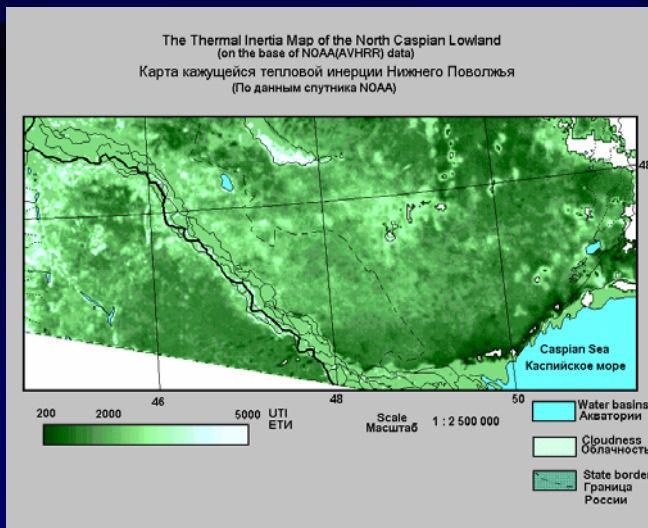 The Thermal Inertia Map of the North Caspian Lowland
(on the base of NOAA(AVHRR) data)
Карта кажущейся тепловой инерции Нижнего Поволжья
(По данным спутника NOAA)
48
Caspian Sea
Каспийское море
46
48
50
200
2000
5000
UTI
ЕТИ
Scale
Масштаб
1 : 2 500 000
Water basins
Акватории
Cloudness
Облачность
State border
Граница
России